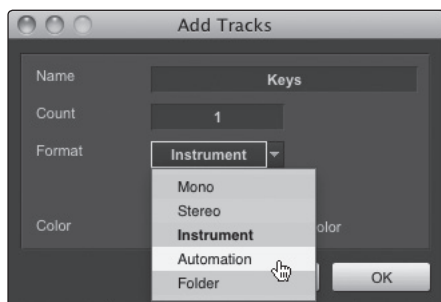 Add Tracks
Name Keys
Count 1
Format Instrument
Mono
Stereo
Instrument
Automation
Folder
Color olor
OK